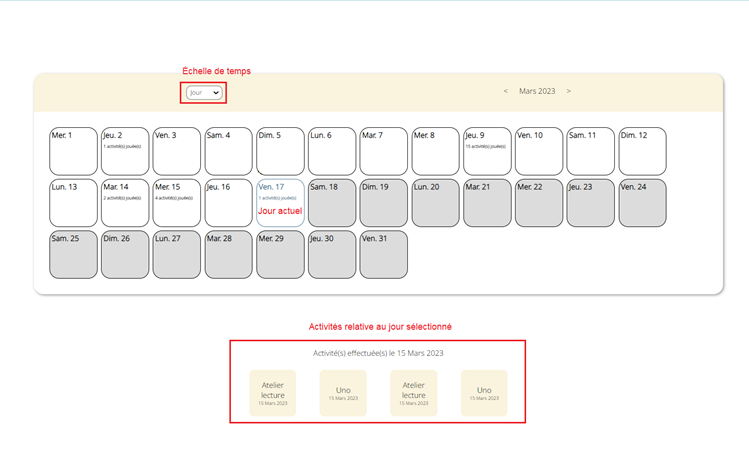 Échelle de temps
Jour
< Mars 2023 >
Mer. 1 Jeu. 2 Ven. 3 Sam. 4 Dim. 5 Lun. 6 Mar. 7 Mer. 8 Jeu. 9 Ven. 10 Sam. 11 Dim. 12
1 activité(s) jouée(s) 15 activité(s) jouée(s)
Lun. 13 Mar. 14 Mer. 15 Jeu. 16 Ven. 17 Sam. 18 Dim. 19 Lun. 20 Mar. 21 Mer. 22 Jeu. 23 Ven. 24
2 activité(s) jouée(s) 4 activité(s) jouée(s) 1 activité(s) jouée(s)
Jour actuel
Sam. 25 Dim. 26 Lun. 27 Mar. 28 Mer. 29 Jeu. 30 Ven. 31
Activités relative au jour sélectionné
Activité(s) effectuée(s) le 15 Mars 2023
Atelier lecture
15 Mars 2023
Uno
15 Mars 2023
Atelier lecture
15 Mars 2023
Uno
15 Mars 2023